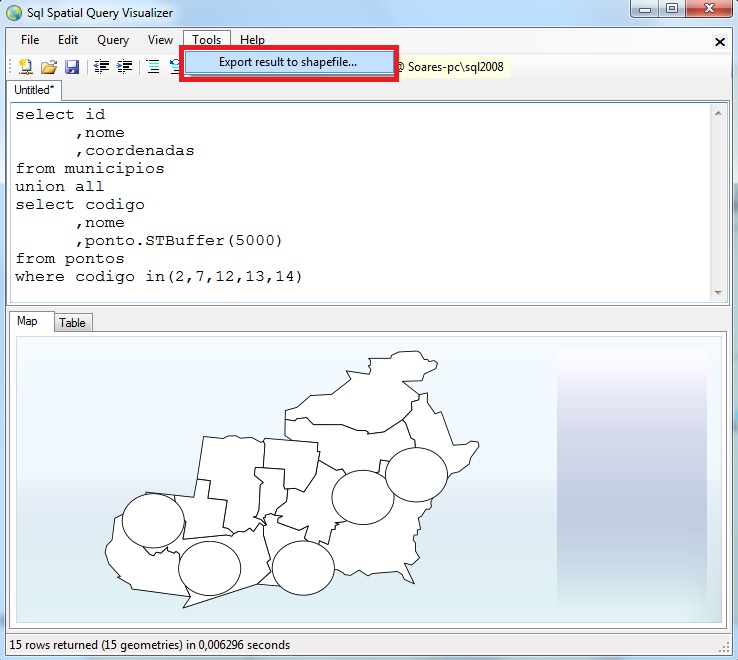 Sql Spatial Query Visualizer
File Edit Query View Tools Help
Export result to shapefile...
@ Soares-pc\sql2008
Untitled*
select id
,nome
,coordenadas
from municipios
union all
select codigo
,nome
,ponto.STBuffer(5000)
from pontos
where codigo in(2,7,12,13,14)
Map Table
15 rows returned (15 geometries) in 0,006296 seconds